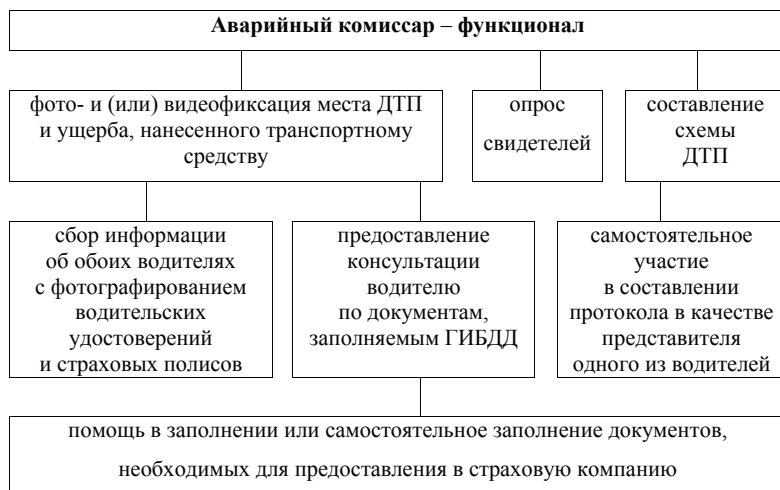 Аварийный комиссар – функционал
фото- и (или) видеофиксация места ДТП
и ущерба, нанесенного транспортному
средству
опрос
свидетелей
составление
схемы
ДТП
сбор информации
об обоих водителях
с фотографированием
водительских
удостоверений
и страховых полисов
предоставление
консультации
водителю
по документам,
заполняемым ГИБДД
самостоятельное
участие
в составлении
протокола в качестве
представителя
одного из водителей
помощь в заполнении или самостоятельное заполнение документов,
необходимых для предоставления в страховую компанию